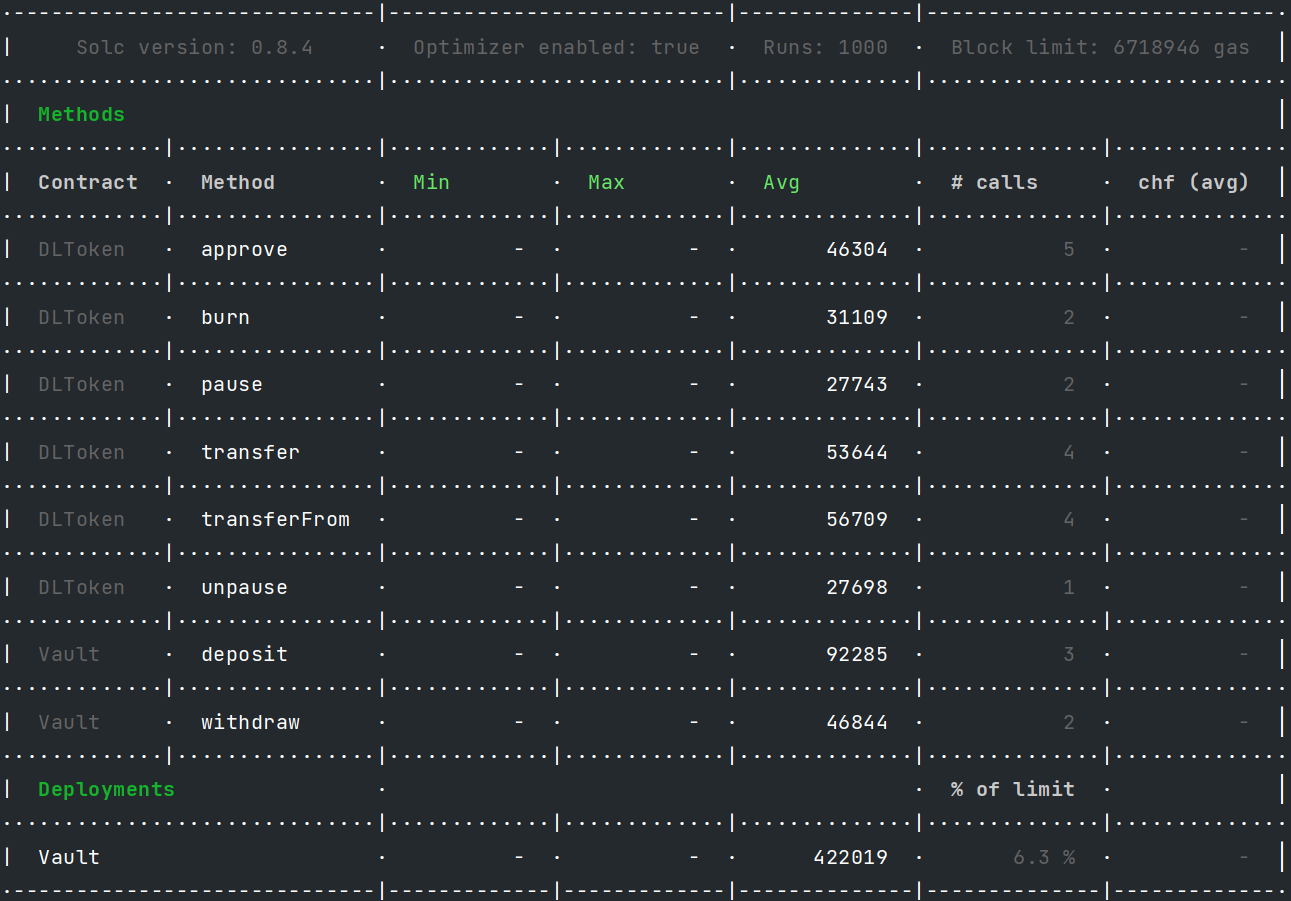 ·-----------------------------|---------------------------|-------------|----------------------------·
|     Solc version: 0.8.4     ·  Optimizer enabled: true  ·  Runs: 1000  ·  Block limit: 6718946 gas  |
······························|···························|··············|·····························
|  Methods                                                                                            |
·············|················|·············|·············|··············|··············|··············
|  Contract  ·  Method        ·  Min        ·  Max        ·  Avg         ·  # calls     ·  chf (avg)  |
·············|················|·············|·············|··············|··············|··············
|  DLToken   ·  approve       ·          -  ·          -  ·       46304  ·           5  ·          -  |
·············|················|·············|·············|··············|··············|··············
|  DLToken   ·  burn          ·          -  ·          -  ·       31109  ·           2  ·          -  |
·············|················|·············|·············|··············|··············|··············
|  DLToken   ·  pause         ·          -  ·          -  ·       27743  ·           2  ·          -  |
·············|················|·············|·············|··············|··············|··············
|  DLToken   ·  transfer      ·          -  ·          -  ·       53644  ·           4  ·          -  |
·············|················|·············|·············|··············|··············|··············
|  DLToken   ·  transferFrom  ·          -  ·          -  ·       56709  ·           4  ·          -  |
·············|················|·············|·············|··············|··············|··············
|  DLToken   ·  unpause       ·          -  ·          -  ·       27698  ·           1  ·          -  |
·············|················|·············|·············|··············|··············|··············
|  Vault     ·  deposit       ·          -  ·          -  ·       92285  ·           3  ·          -  |
·············|················|·············|·············|··············|··············|··············
|  Vault     ·  withdraw      ·          -  ·          -  ·       46844  ·           2  ·          -  |
·············|················|·············|·············|··············|··············|··············
|  Deployments                ·                                          ·  % of limit  ·             |
······························|·············|·············|··············|··············|··············
|  Vault                      ·          -  ·          -  ·      422019  ·       6.3 %  ·          -  |
·-----------------------------|-------------|-------------|--------------|--------------|-------------·